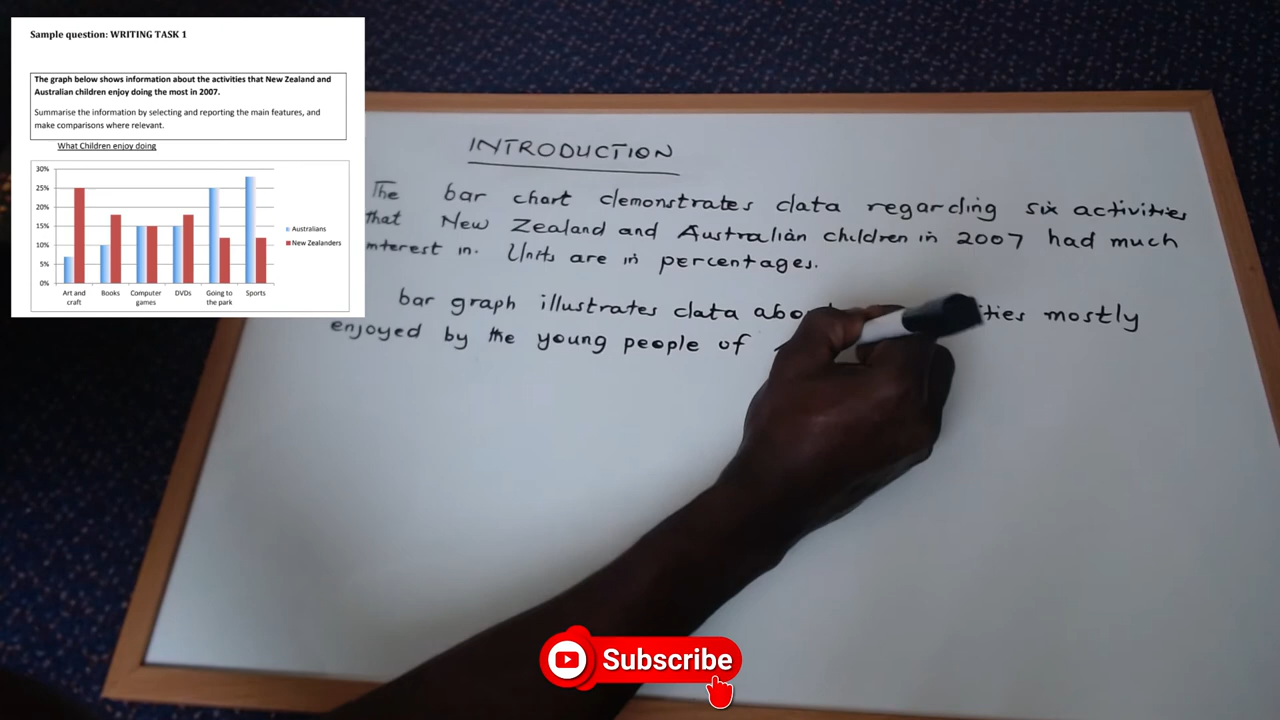 Sample question: WRITING TASK 1
The graph below shows information about the activities that New Zealand and
Australian children enjoy doing the most in 2007.
Summarise the information by selecting and reporting the main features, and
make comparisons where relevant.
What Children enjoy doing
30%
25%
20%
15%
10%
5%
0%
Art and
craft
Books
Computer
games
DVDs
Going to
the park
Sports
Australians
New Zealanders
INTRODUCTION
The bar chart demonstrates data regarding six activities
that New Zealand and Australian children in 2007 had much
interest in. Units are in percentages.
bar graph illustrates data mostly
enjoyed by the young people of
Subscribe